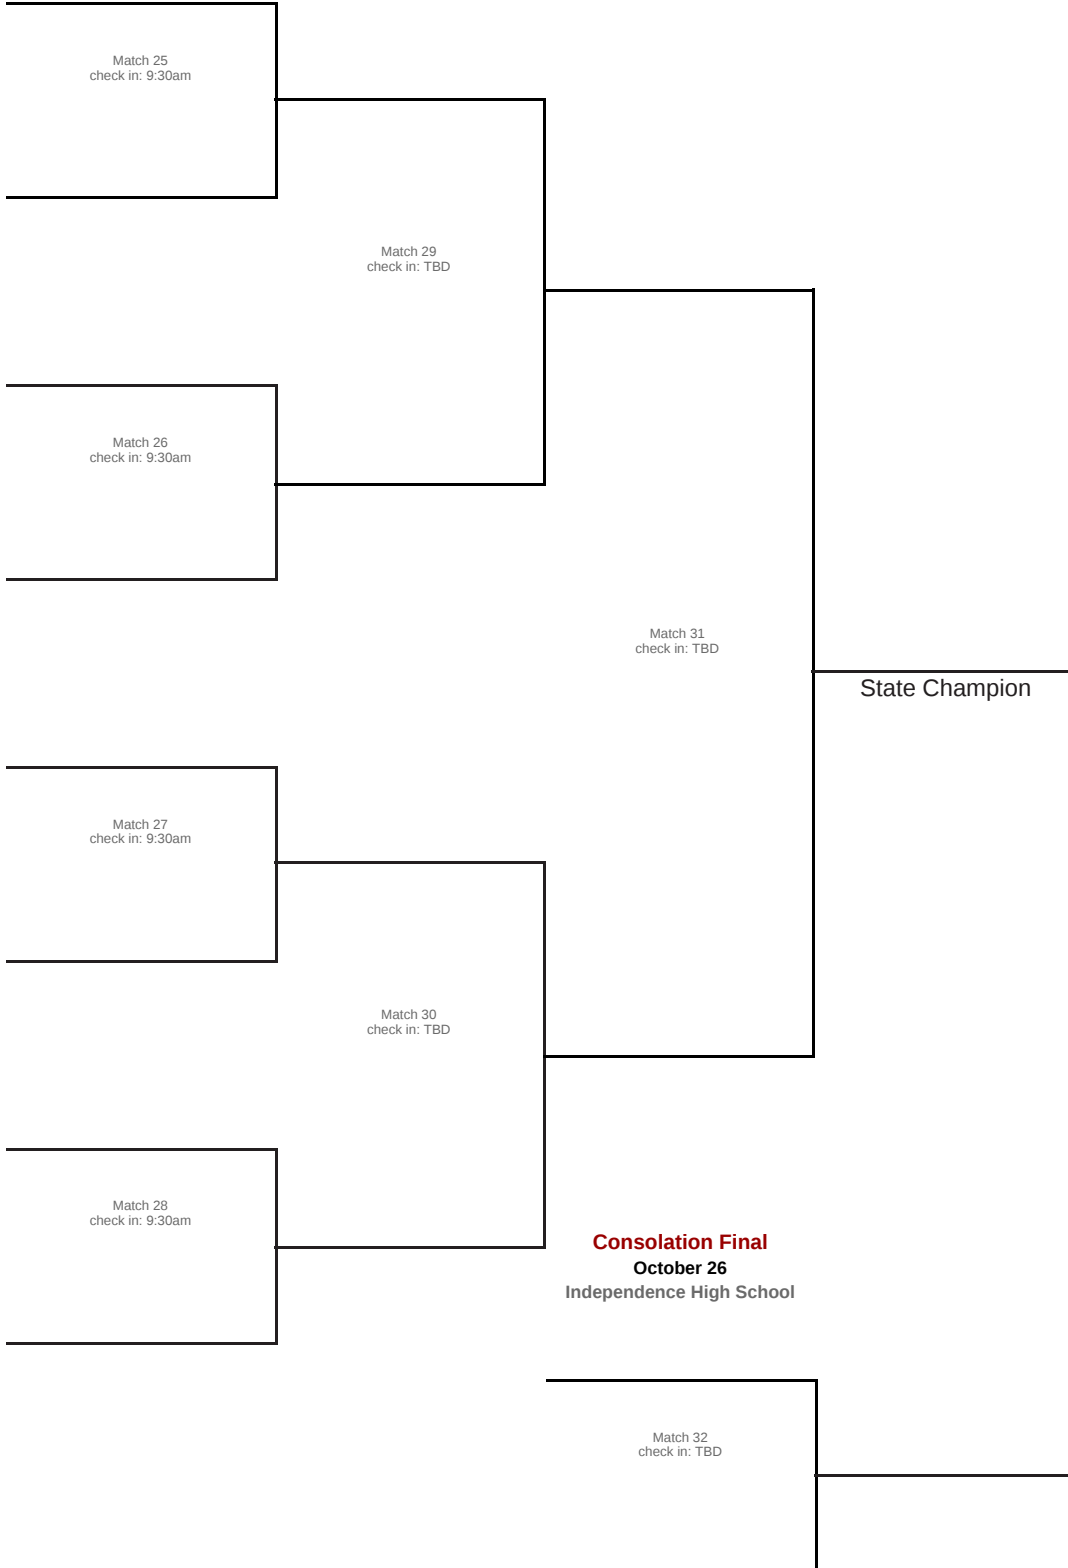 Match 25
check in: 9:30am
Match 29
check in: TBD
Match 26
check in: 9:30am
Match 31
check in: TBD
State Champion
Match 27
check in: 9:30am
Match 30
check in: TBD
Match 28
check in: 9:30am
Consolation Final
October 26
Independence High School
Match 32
check in: TBD